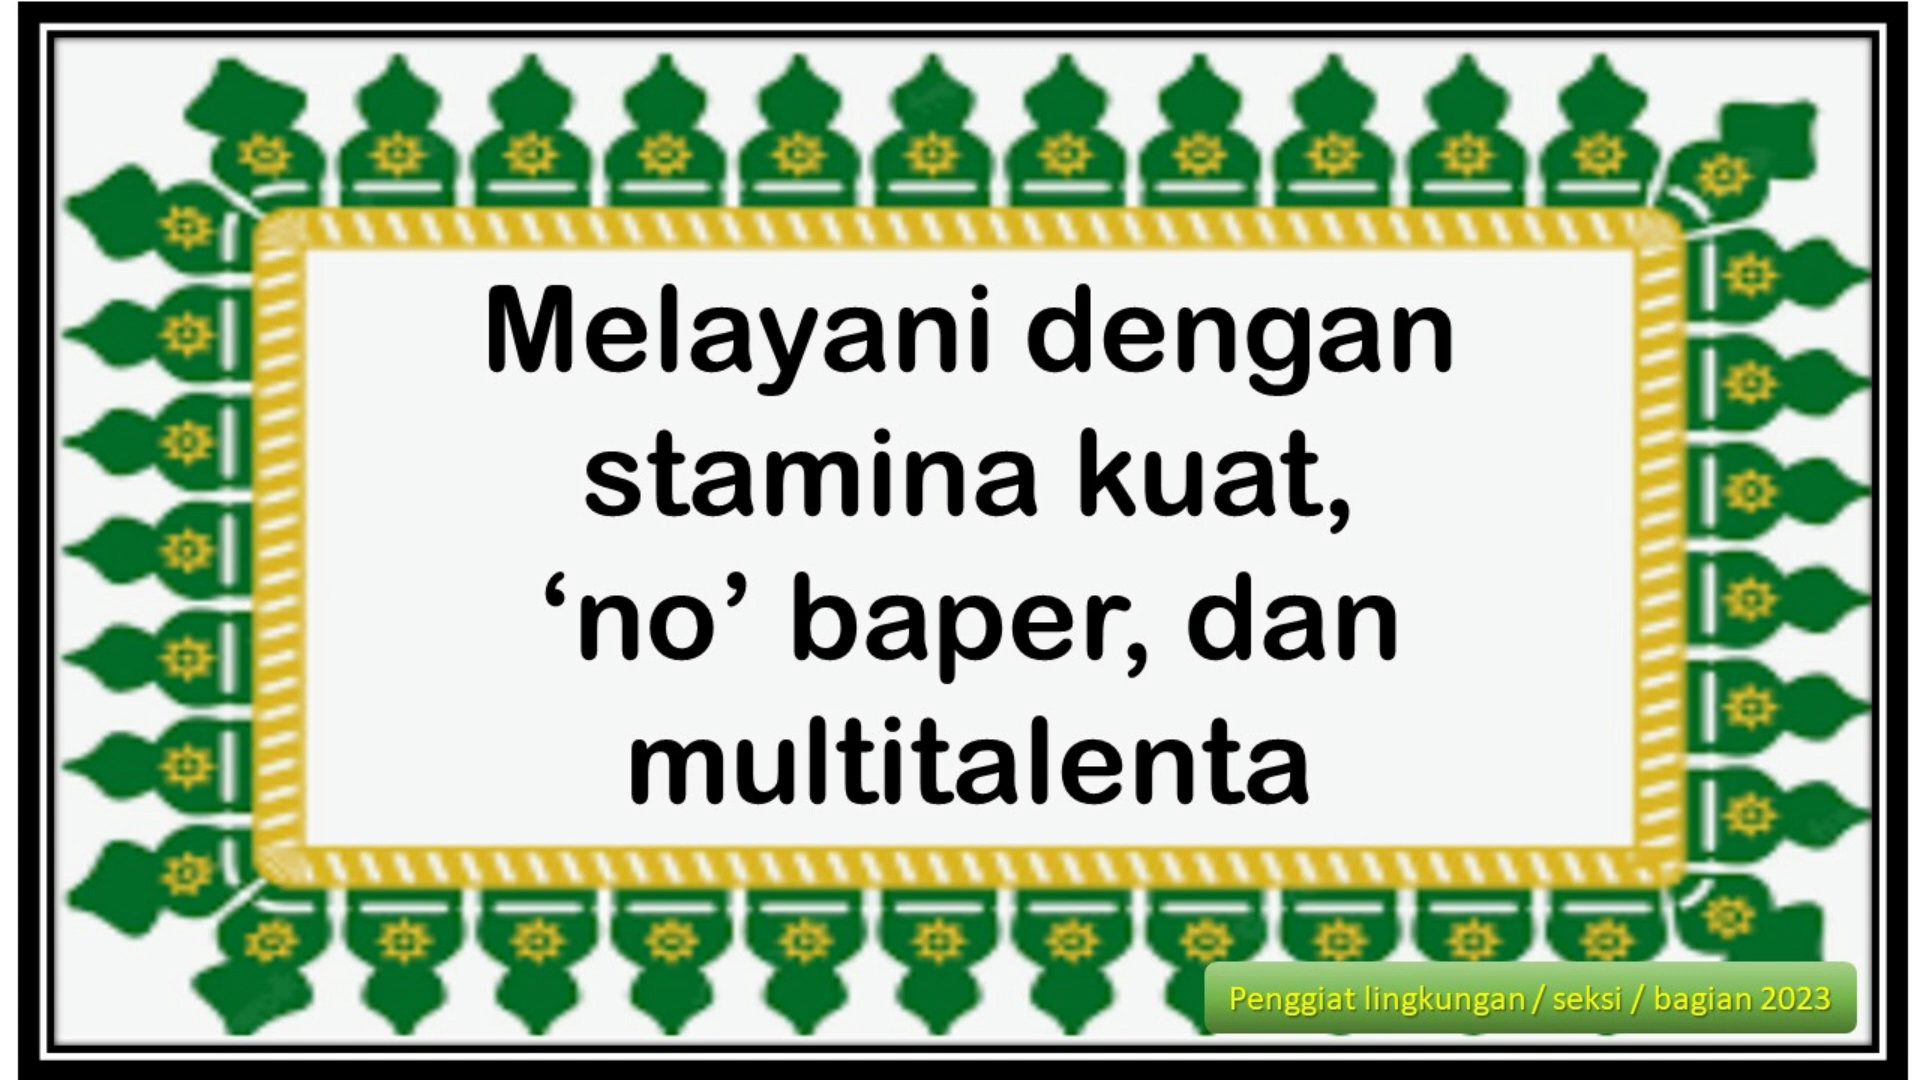 Melayani dengan
stamina kuat,
‘no’ baper, dan
multitalenta
Penggiat lingkungan / seksi / bagian 2023